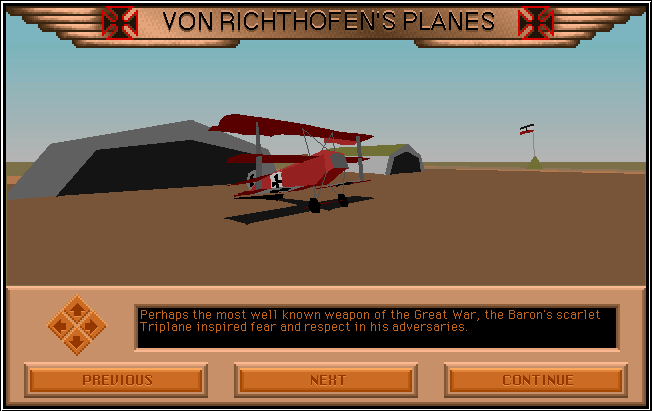 VON RICHTHOFEN'S PLANES
Perhaps the most well known weapon of the Great War, the Baron's scarlet
Triplane inspired fear and respect in his adversaries.
PREVIOUS
NEXT
CONTINUE